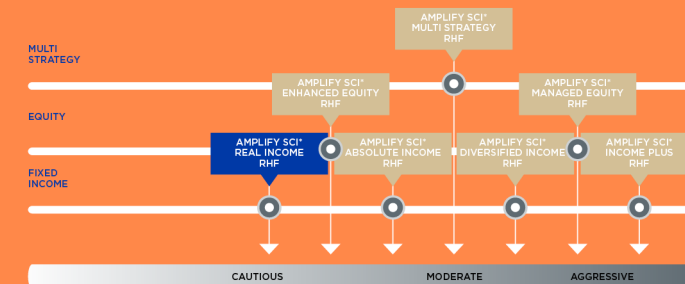 AMPLIFY SCI*
MULTI STRATEGY
RHF
MULTI
STRATEGY
AMPLIFY SCI*
ENHANCED EQUITY
RHF
AMPLIFY SCI*
MANAGED EQUITY
RHF
EQUITY
AMPLIFY SCI*
REAL INCOME
RHF
AMPLIFY SCI*
ABSOLUTE INCOME
RHF
AMPLIFY SCI*
DIVERSIFIED INCOME
RHF
AMPLIFY SCI*
INCOME PLUS
RHF
FIXED
INCOME
CAUTIOUS
MODERATE
AGGRESSIVE